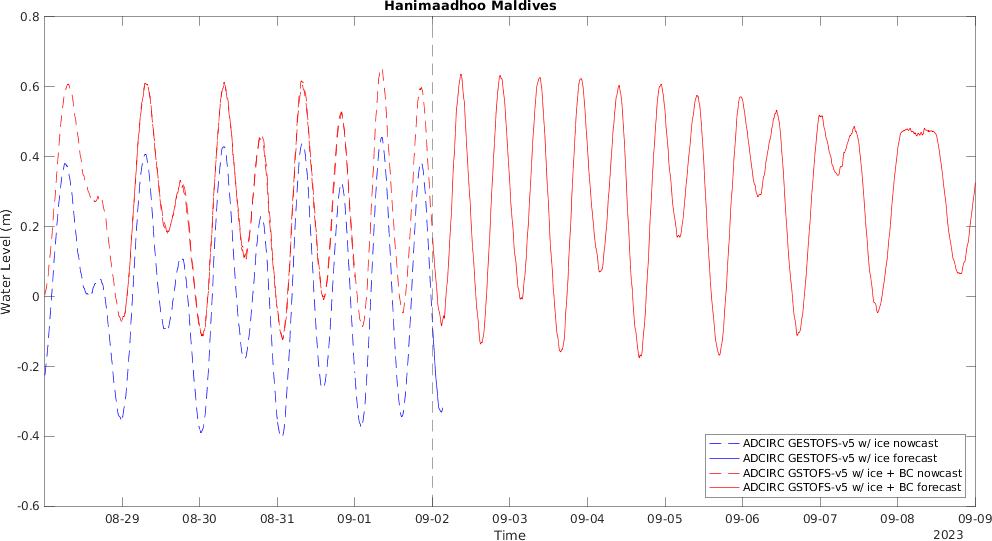 Hanimaadhoo Maldives
0.8
0.6
0.4
0.2
0
-0.2
-0.4
-0.6
Water Level (m)
ADCIRC GESTOFS-v5 w/ ice nowcast
ADCIRC GESTOFS-v5 w/ ice forecast
ADCIRC GSTOFS-v5 w/ ice + BC nowcast
ADCIRC GSTOFS-v5 w/ ice + BC forecast
08-29 08-30 08-31 09-01 09-02 09-03 09-04 09-05 09-06 09-07 09-08 09-09
Time
2023